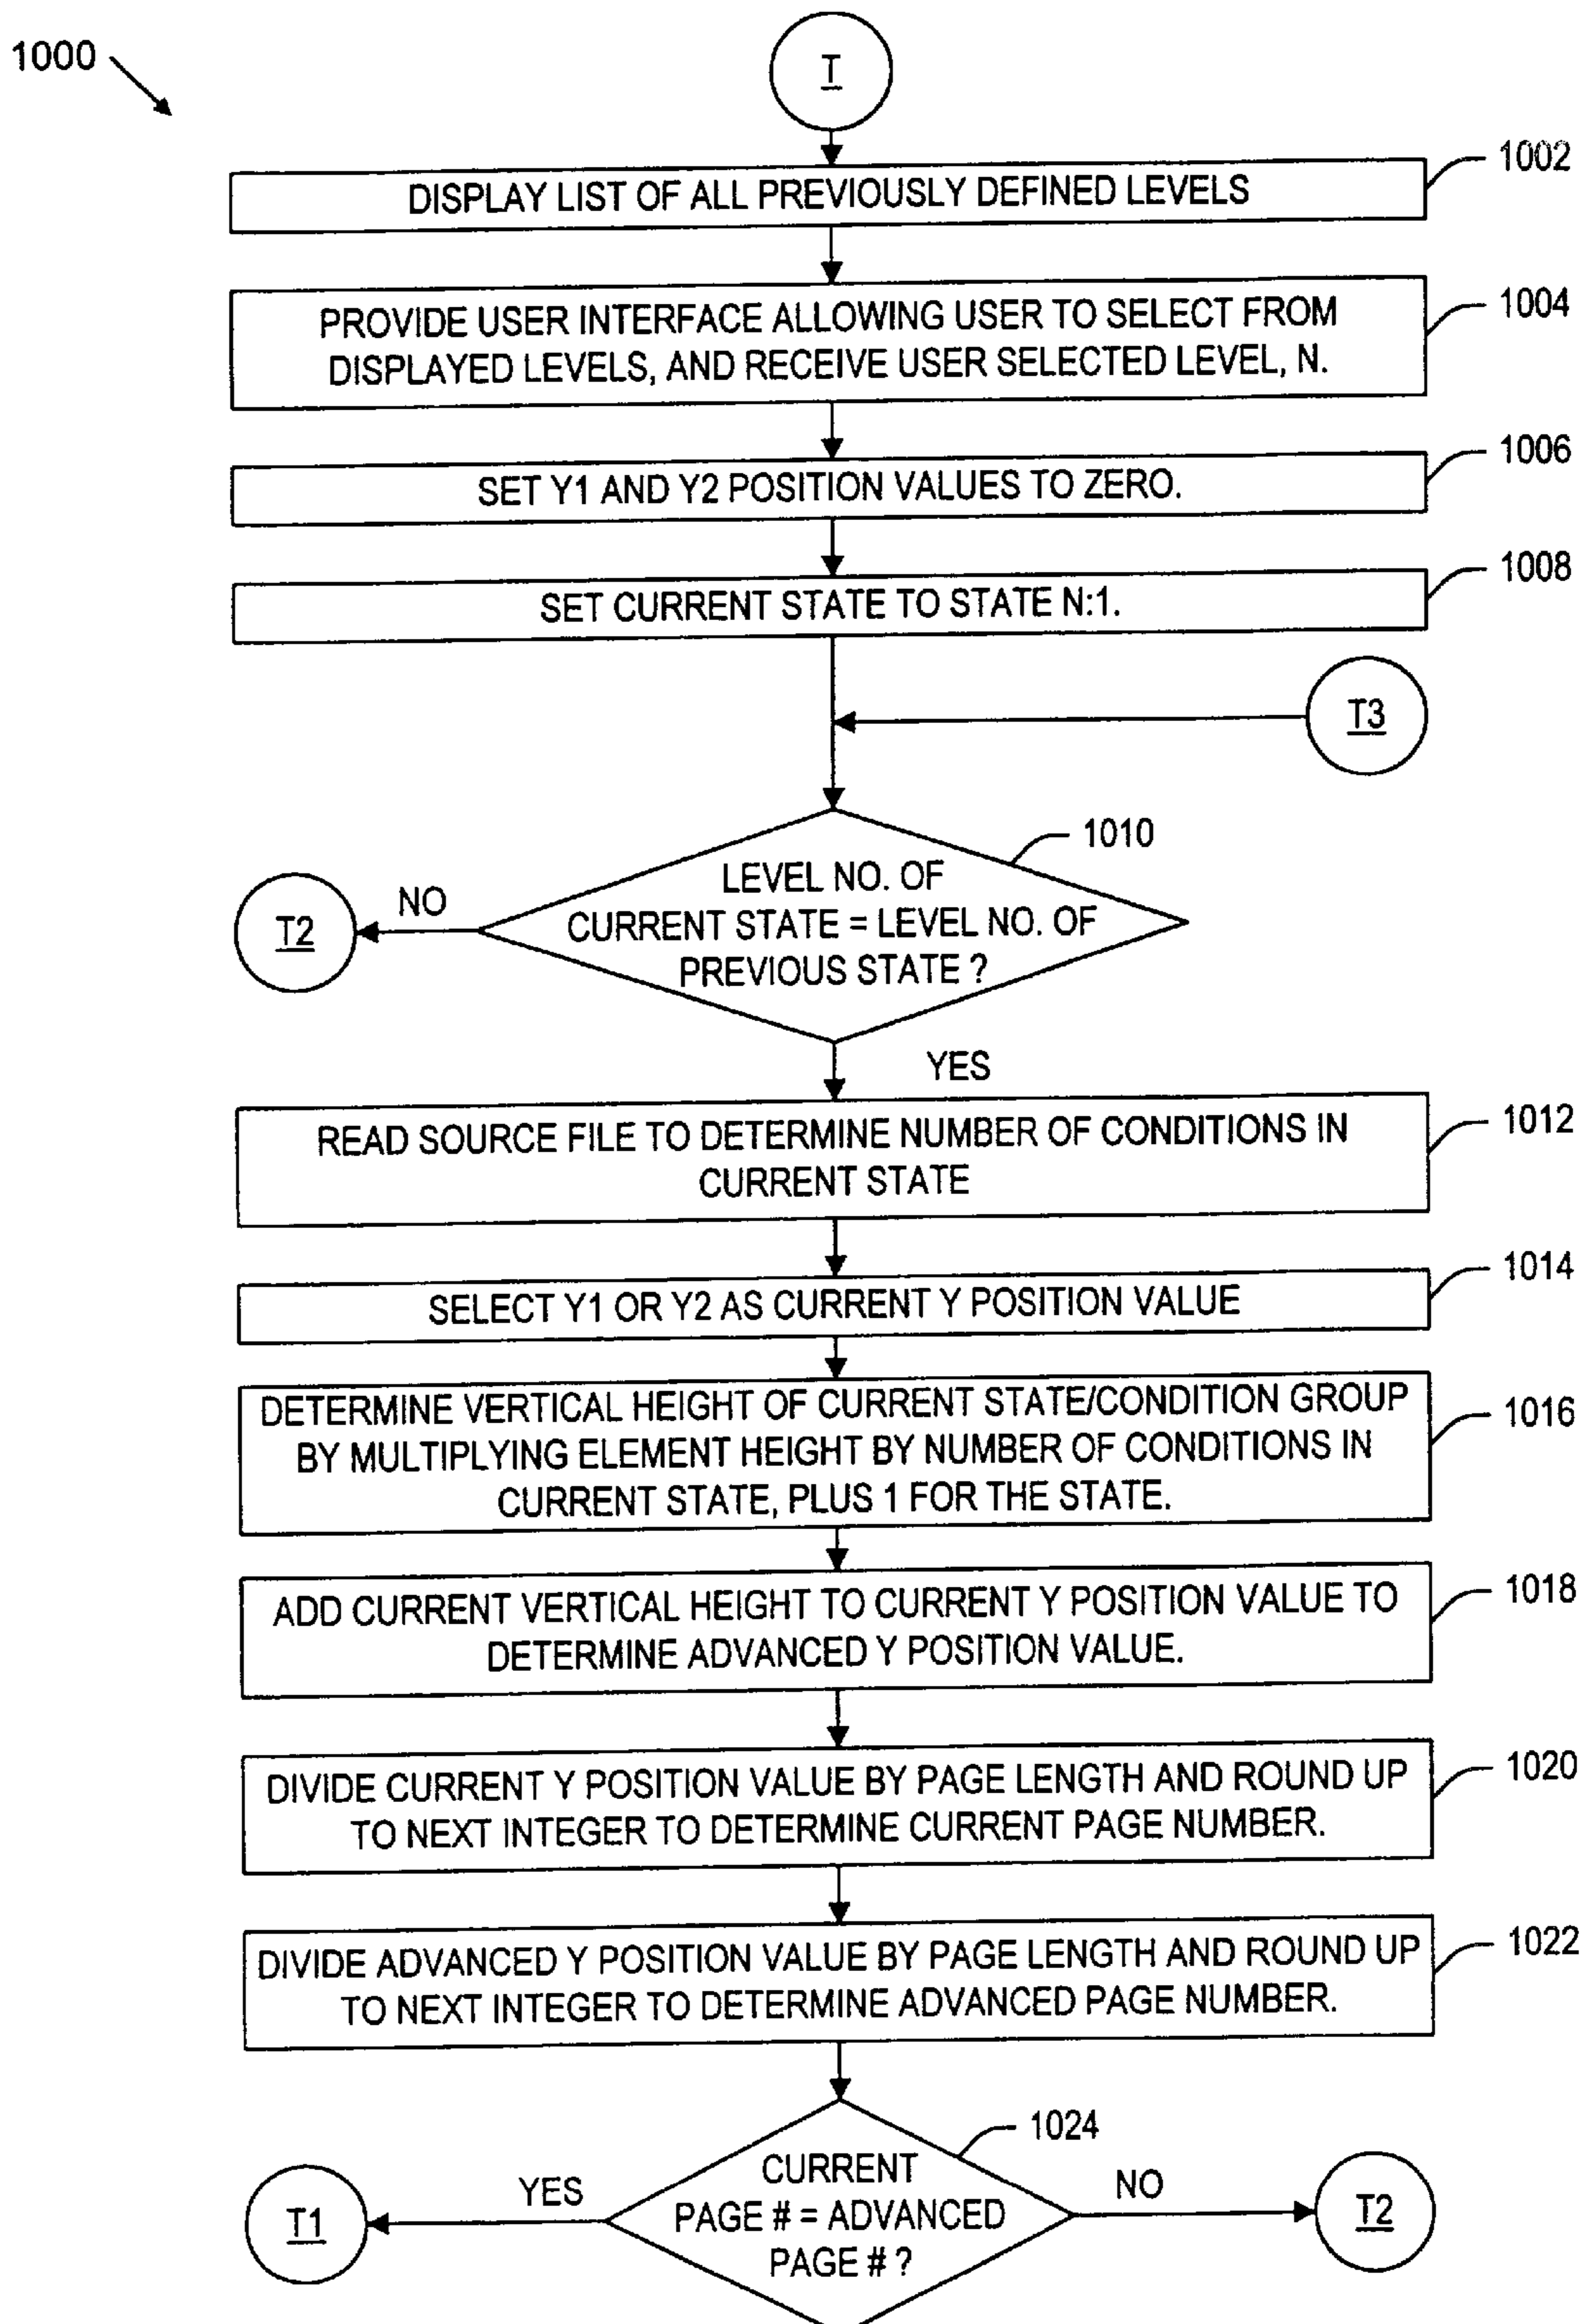 1000
T
1002
DISPLAY LIST OF ALL PREVIOUSLY DEFINED LEVELS
1004
PROVIDE USER INTERFACE ALLOWING USER TO SELECT FROM
DISPLAYED LEVELS, AND RECEIVE USER SELECTED LEVEL, N.
1006
SET Y1 AND Y2 POSITION VALUES TO ZERO.
1008
SET CURRENT STATE TO STATE N:1.
T3
1010
LEVEL NO. OF
CURRENT STATE = LEVEL NO. OF
PREVIOUS STATE ?
NO
T2
YES
1012
READ SOURCE FILE TO DETERMINE NUMBER OF CONDITIONS IN
CURRENT STATE
1014
SELECT Y1 OR Y2 AS CURRENT Y POSITION VALUE
1016
DETERMINE VERTICAL HEIGHT OF CURRENT STATE/CONDITION GROUP
BY MULTIPLYING ELEMENT HEIGHT BY NUMBER OF CONDITIONS IN
CURRENT STATE, PLUS 1 FOR THE STATE.
1018
ADD CURRENT VERTICAL HEIGHT TO CURRENT Y POSITION VALUE TO
DETERMINE ADVANCED Y POSITION VALUE.
1020
DIVIDE CURRENT Y POSITION VALUE BY PAGE LENGTH AND ROUND UP
TO NEXT INTEGER TO DETERMINE CURRENT PAGE NUMBER.
1022
DIVIDE ADVANCED Y POSITION VALUE BY PAGE LENGTH AND ROUND UP
TO NEXT INTEGER TO DETERMINE ADVANCED PAGE NUMBER.
1024
CURRENT
PAGE # = ADVANCED
PAGE # ?
YES
T1
NO
T2